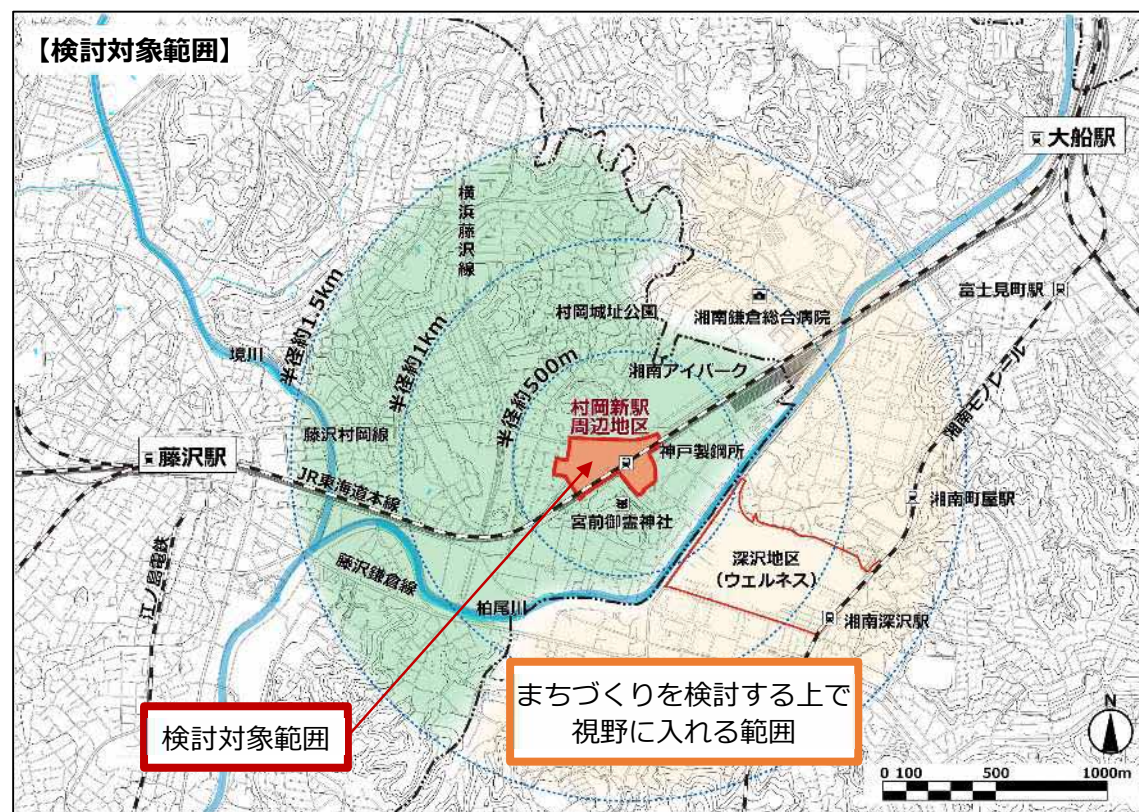 【検討対象範囲】
大船駅
横浜藤沢線
富士見町駅
村岡城址公園
湘南鎌倉総合病院
半径約1.5km
半径約1km
半径約500m
境川
湘南アイパーク
湘南モノレール
村岡新駅
周辺地区
藤沢村岡線
神戸製鋼所
藤沢駅
JR東海道本線
湘南町屋駅
宮前御霊神社
深沢地区
(ウェルネス)
藤沢鎌倉線
江ノ島電鉄
柏尾川
湘南深沢駅
検討対象範囲
まちづくりを検討する上で
視野に入れる範囲
N
0 100 500 1000m